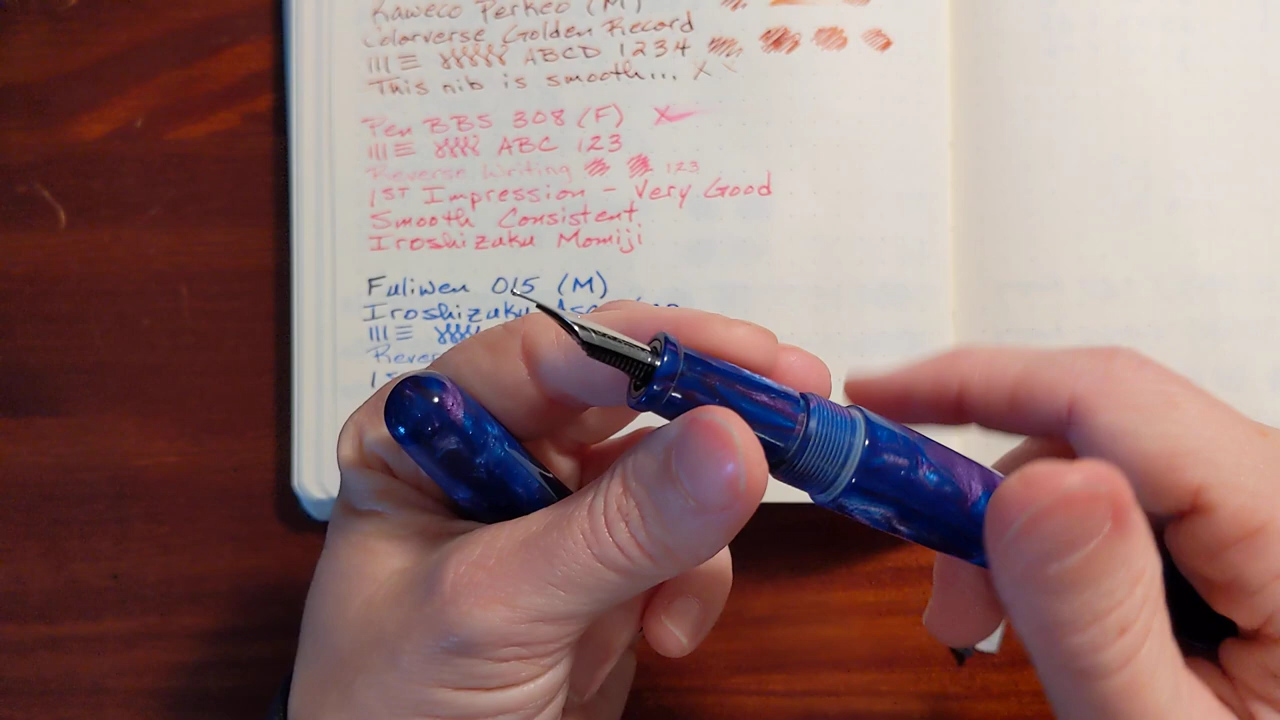 Kaweco Perkeo (M)
Colorverse Golden Record
ABCD 1234
This nib is smooth... X
Pen BBS 308 (F) X
ABC 123
Reverse Writing 123
1ST Impression - Very Good
Smooth Consistent
Iroshizuku Momiji
Fuliwen 015 (M)
Iroshizuku